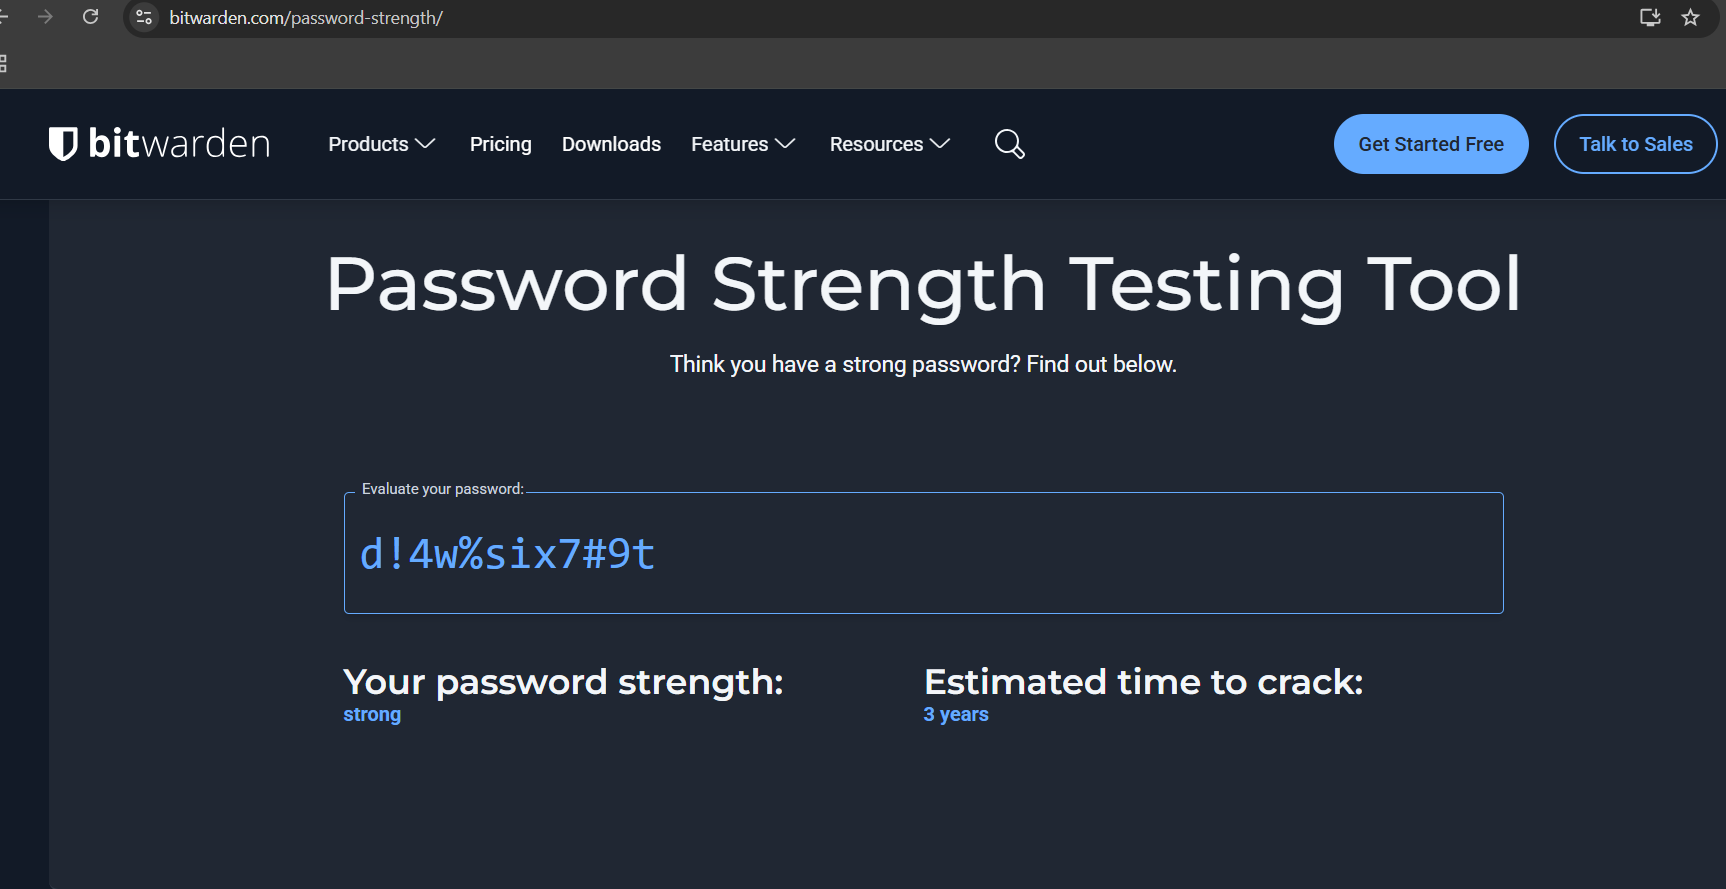 bitwarden.com/password-strength/
bitwarden Products Pricing Downloads Features Resources Get Started Free Talk to Sales
Password Strength Testing Tool
Think you have a strong password? Find out below.
Evaluate your password:
d!4w%six7#9t
Your password strength: Estimated time to crack:
strong 3 years